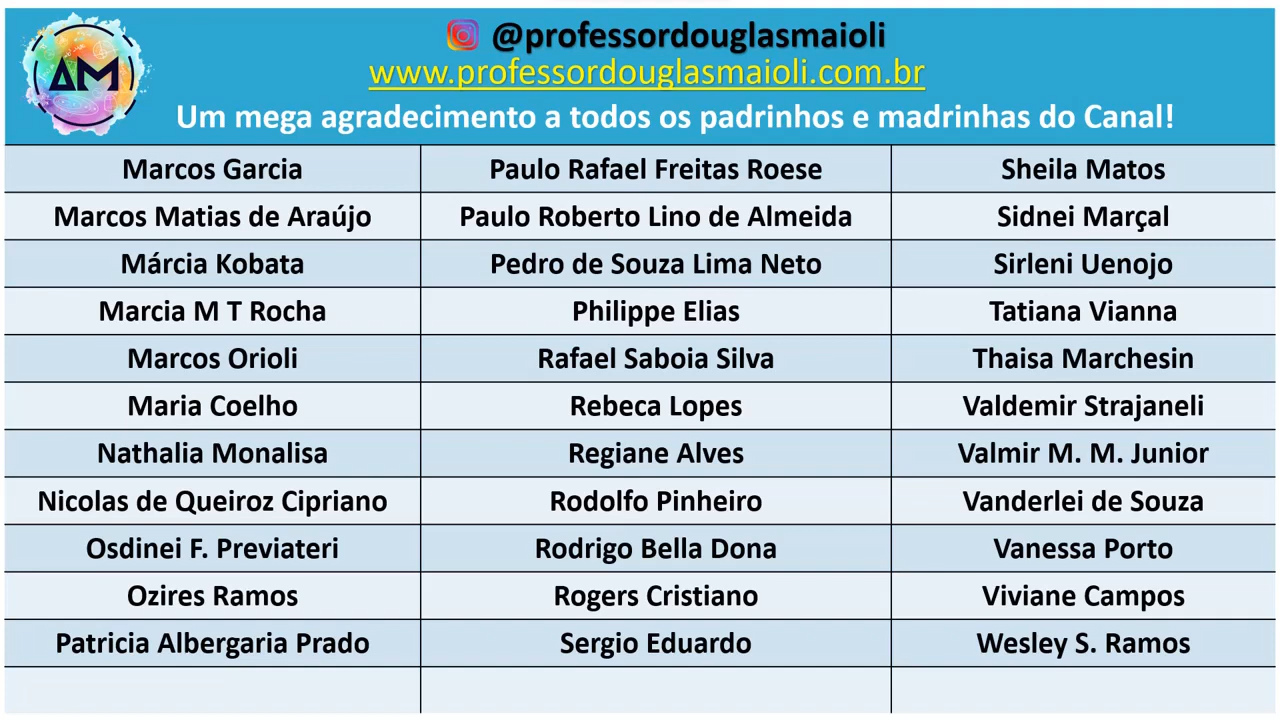 ΔM
@professordouglasmaioli
www.professordouglasmaioli.com.br
Um mega agradecimento a todos os padrinhos e madrinhas do Canal!
Marcos Garcia Paulo Rafael Freitas Roese Sheila Matos
Marcos Matias de Araújo Paulo Roberto Lino de Almeida Sidnei Marçal
Márcia Kobata Pedro de Souza Lima Neto Sirleni Uenojo
Marcia M T Rocha Philippe Elias Tatiana Vianna
Marcos Orioli Rafael Saboia Silva Thaisa Marchesin
Maria Coelho Rebeca Lopes Valdemir Strajaneli
Nathalia Monalisa Regiane Alves Valmir M. M. Junior
Nicolas de Queiroz Cipriano Rodolfo Pinheiro Vanderlei de Souza
Osdinei F. Previateri Rodrigo Bella Dona Vanessa Porto
Ozires Ramos Rogers Cristiano Viviane Campos
Patricia Albergaria Prado Sergio Eduardo Wesley S. Ramos